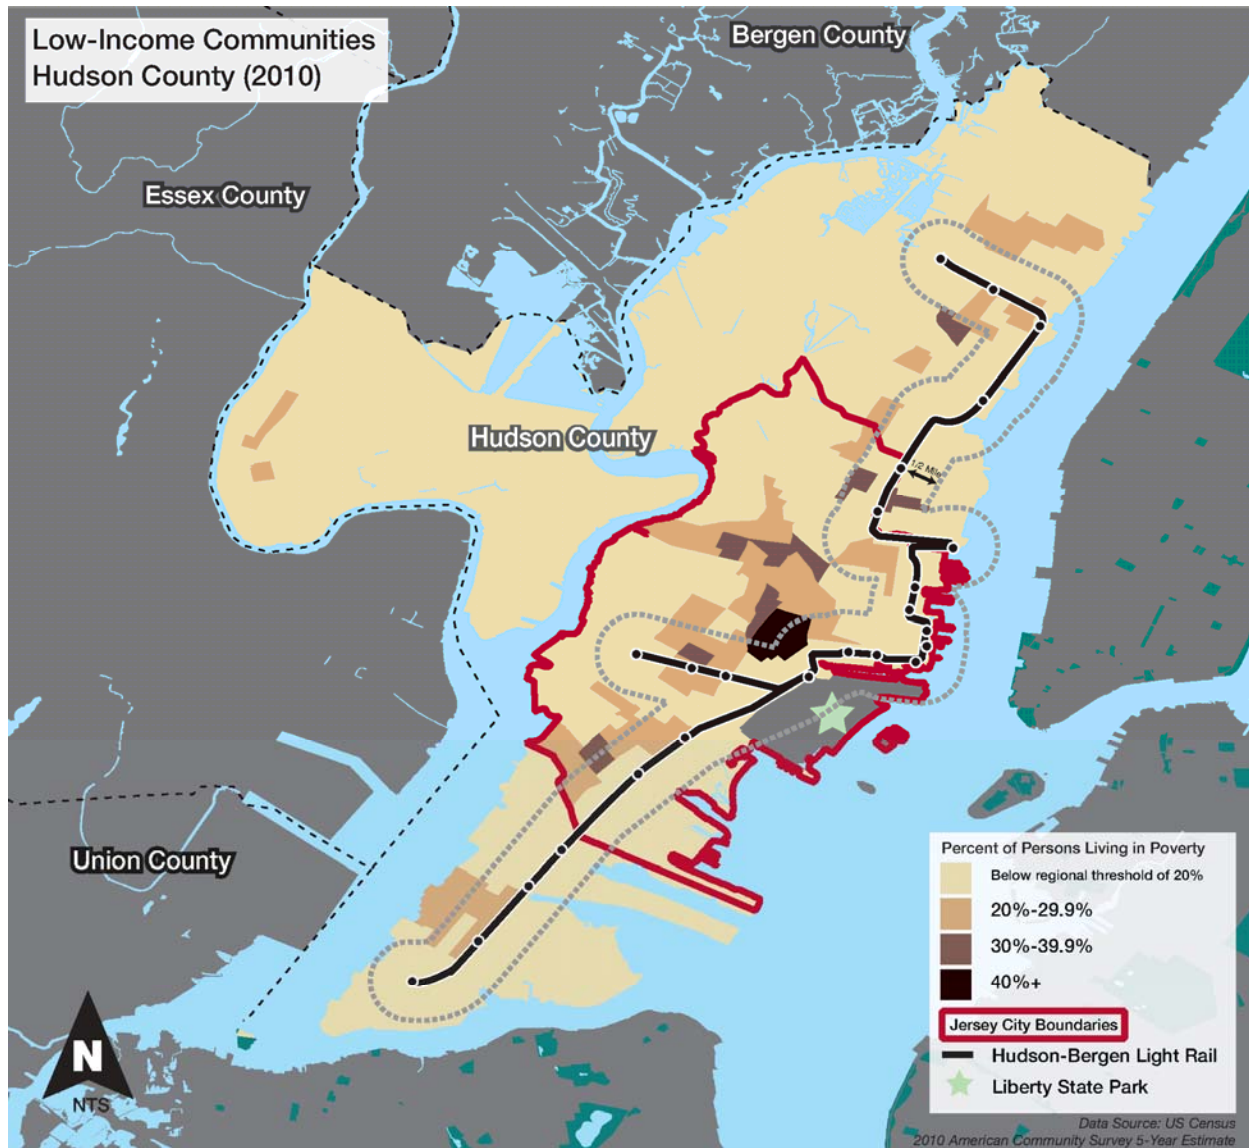 Low-Income Communities
Hudson County (2010)
Bergen County
Essex County
Hudson County
1/2 Mile
Union County
N
NTS
Percent of Persons Living in Poverty
Below regional threshold of 20%
20%-29.9%
30%-39.9%
40%+
Jersey City Boundaries
Hudson-Bergen Light Rail
Liberty State Park
Data Source: US Census
2010 American Community Survey 5-Year Estimate